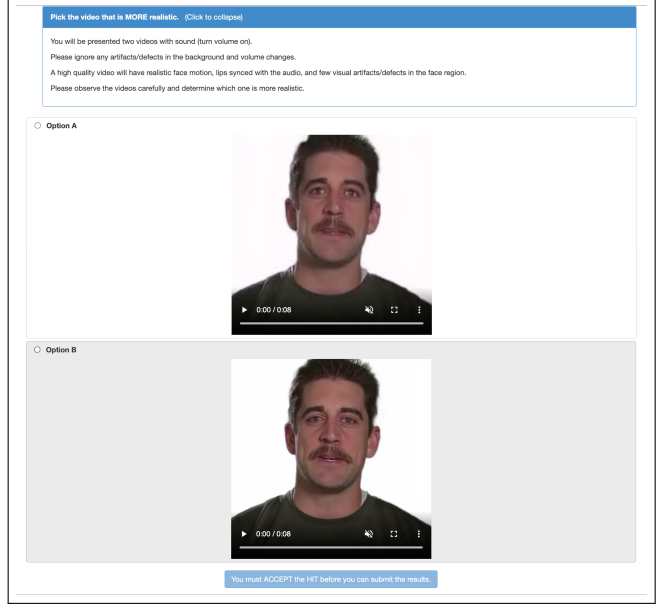 Pick the video that is MORE realistic. (Click to collapse)
You will be presented two videos with sound (turn volume on).
Please ignore any artifacts/defects in the background and volume changes.
A high quality video will have realistic face motion, lips synced with the audio, and few visual artifacts/defects in the face region.
Please observe the videos carefully and determine which one is more realistic.
Option A
0:00 / 0:08
Option B
0:00 / 0:08
You must ACCEPT the HIT before you can submit the results.